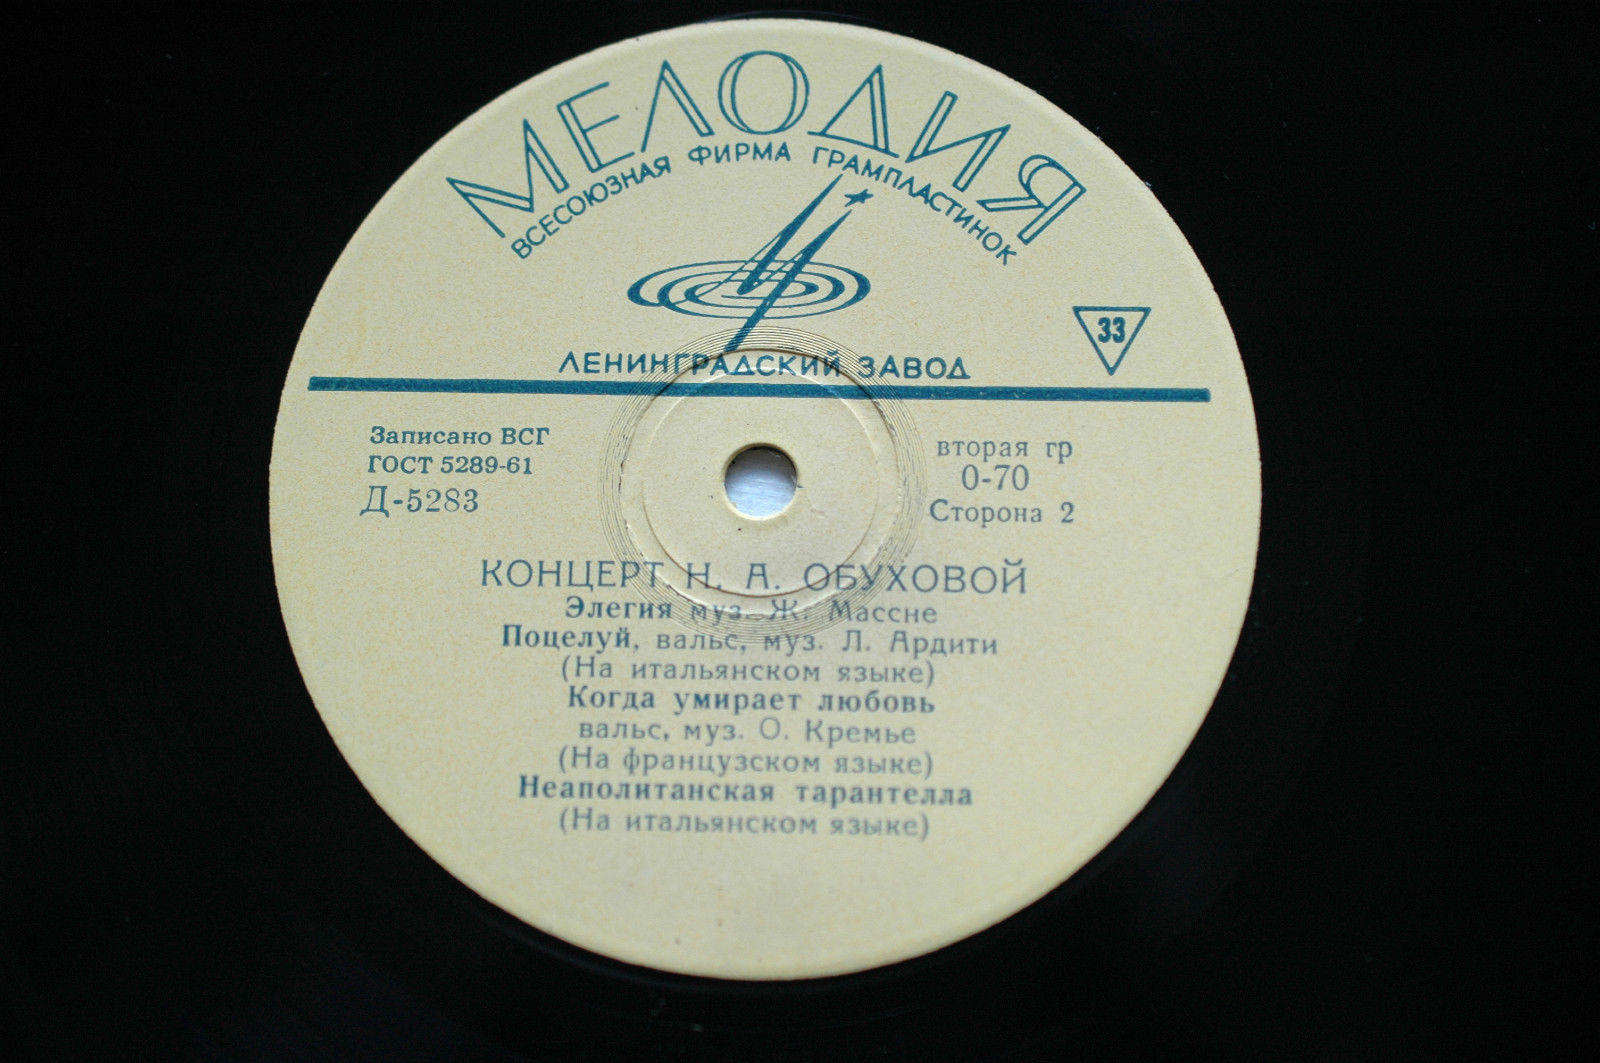 МЕЛОДИЯ
ВСЕСОЮЗНАЯ ФИРМА ГРАМПЛАСТИНОК
33
ЛЕНИНГРАДСКИЙ ЗАВОД
Записано ВСГ
ГОСТ 5289-61
Д-5283
вторая гр
0-70
Сторона 2
КОНЦЕРТ Н. А. ОБУХОВОЙ
Элегия муз. Ж. Массне
Поцелуй, вальс, муз. Л. Ардити
(На итальянском языке)
Когда умирает любовь
вальс, муз. О. Кремье
(На французском языке)
Неаполитанская тарантелла
(На итальянском языке)